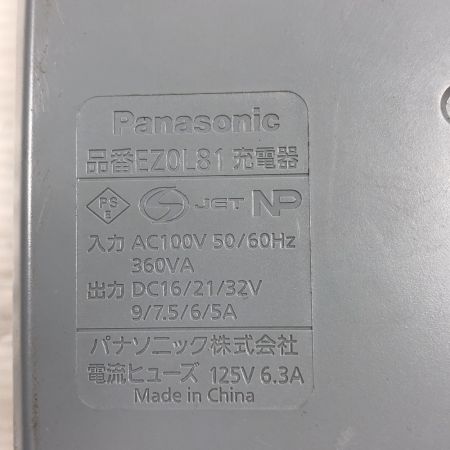 Panasonic
品番EZ0L81 充電器
PS E JET NP
入力 AC100V 50/60Hz
360VA
出力 DC16/21/32V
9/7.5/6/5A
パナソニック株式会社
電流ヒューズ 125V 6.3A
Made in China